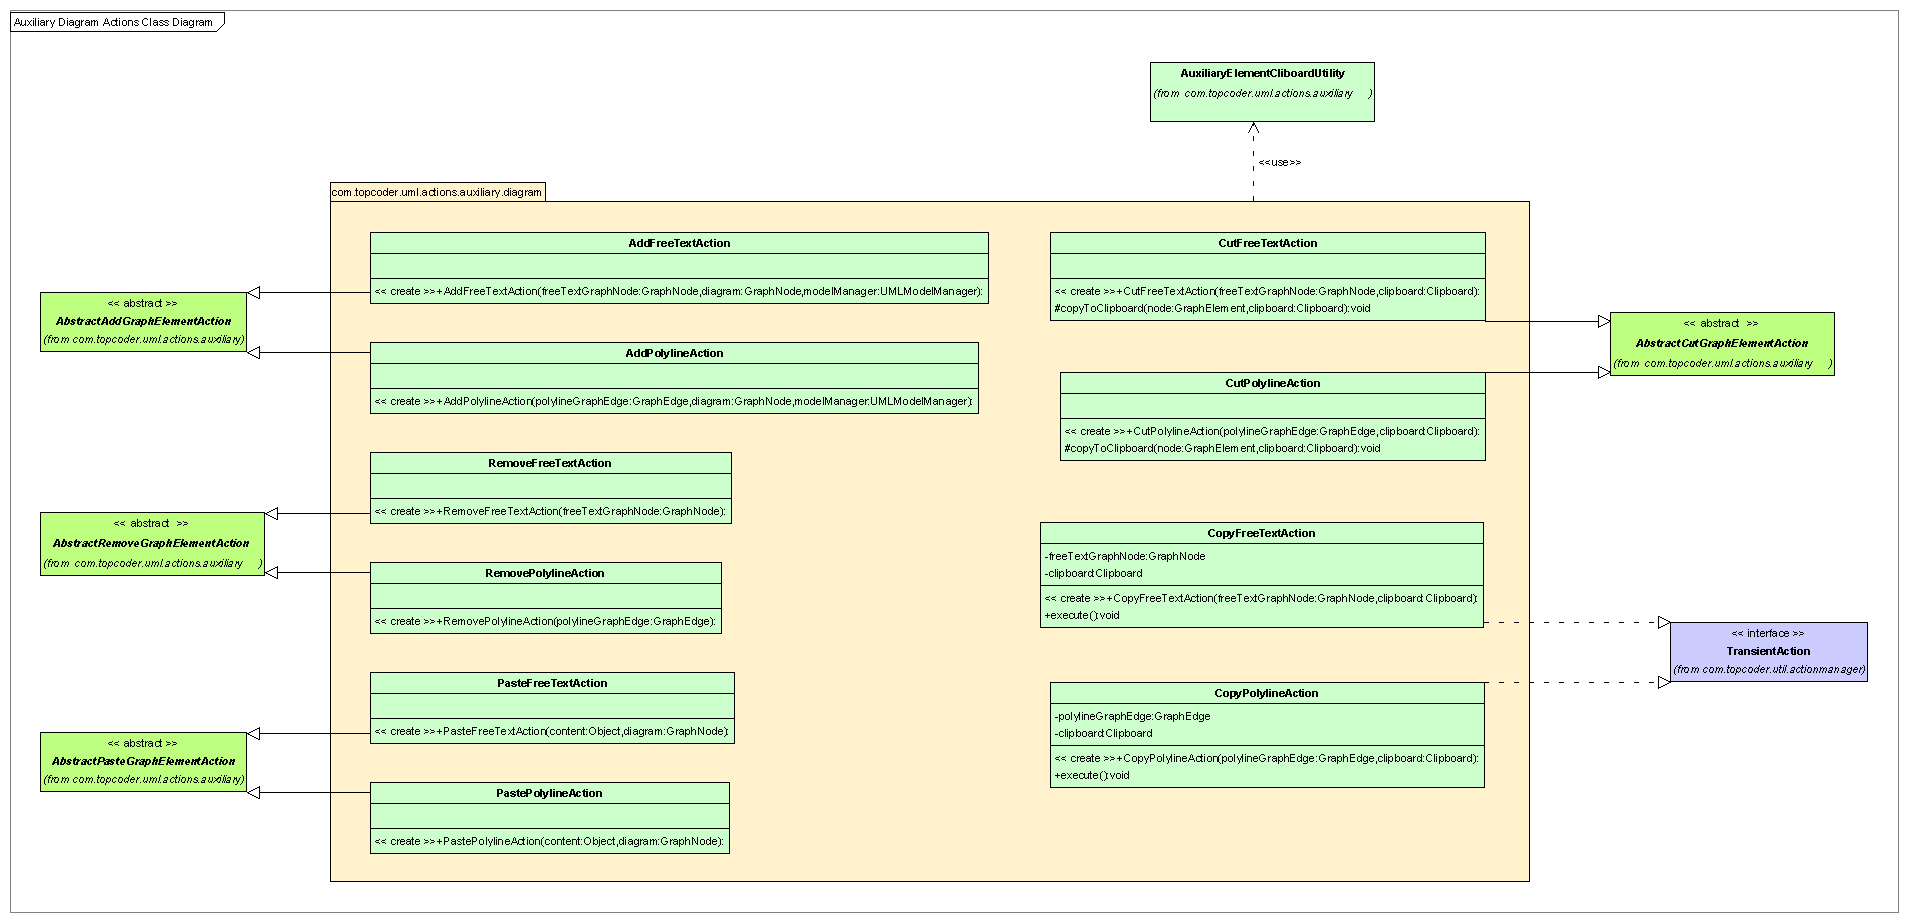 Auxiliary Diagram Actions Class Diagram
AuxiliaryElementCliboardUtility
(from com.topcoder.uml.actions.auxiliary )
<<use>>
com.topcoder.uml.actions.auxiliary.diagram
AddFreeTextAction
<< create >>+AddFreeTextAction(freeTextGraphNode:GraphNode,diagram:GraphNode,modelManager:UMLModelManager):
<< abstract >>
AbstractAddGraphElementAction
(from com.topcoder.uml.actions.auxiliary)
AddPolylineAction
<< create >>+AddPolylineAction(polylineGraphEdge:GraphEdge,diagram:GraphNode,modelManager:UMLModelManager):
RemoveFreeTextAction
<< create >>+RemoveFreeTextAction(freeTextGraphNode:GraphNode):
<< abstract >>
AbstractRemoveGraphElementAction
(from com.topcoder.uml.actions.auxiliary )
RemovePolylineAction
<< create >>+RemovePolylineAction(polylineGraphEdge:GraphEdge):
PasteFreeTextAction
<< create >>+PasteFreeTextAction(content:Object,diagram:GraphNode):
<< abstract >>
AbstractPasteGraphElementAction
(from com.topcoder.uml.actions.auxiliary)
PastePolylineAction
<< create >>+PastePolylineAction(content:Object,diagram:GraphNode):
CutFreeTextAction
<< create >>+CutFreeTextAction(freeTextGraphNode:GraphNode,clipboard:Clipboard):
#copyToClipboard(node:GraphElement,clipboard:Clipboard):void
<< abstract >>
AbstractCutGraphElementAction
(from com.topcoder.uml.actions.auxiliary )
CutPolylineAction
<< create >>+CutPolylineAction(polylineGraphEdge:GraphEdge,clipboard:Clipboard):
#copyToClipboard(node:GraphElement,clipboard:Clipboard):void
CopyFreeTextAction
-freeTextGraphNode:GraphNode
-clipboard:Clipboard
<< create >>+CopyFreeTextAction(freeTextGraphNode:GraphNode,clipboard:Clipboard):
+execute():void
<< interface >>
TransientAction
(from com.topcoder.util.actionmanager)
CopyPolylineAction
-polylineGraphEdge:GraphEdge
-clipboard:Clipboard
<< create >>+CopyPolylineAction(polylineGraphEdge:GraphEdge,clipboard:Clipboard):
+execute():void